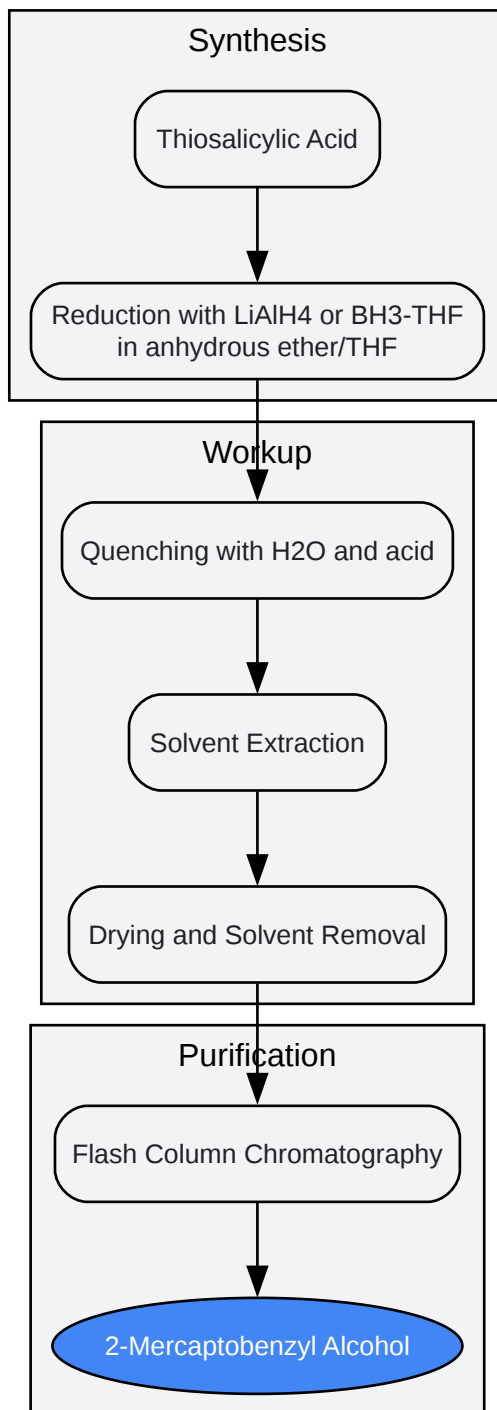 Synthesis
Thiosalicylic Acid
Reduction with LiAlH4 or BH3-THF
in anhydrous ether/THF
Workup
Quenching with H2O and acid
Solvent Extraction
Drying and Solvent Removal
Purification
Flash Column Chromatography
2-Mercaptobenzyl Alcohol